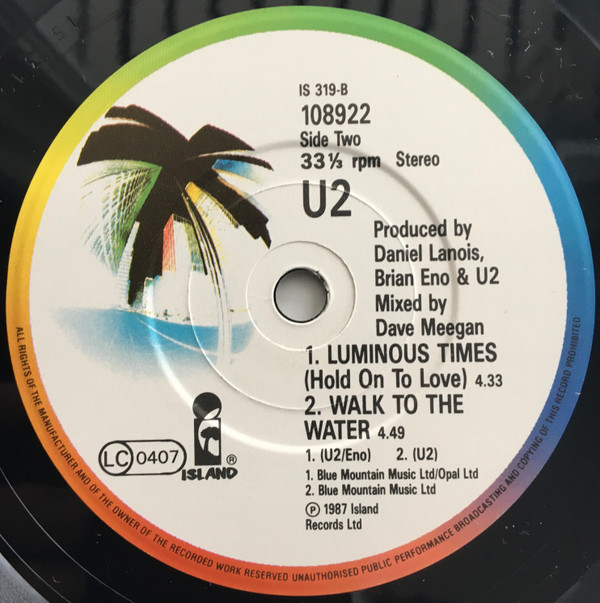 IS 319-B
108922
Side Two
33⅓ rpm Stereo
U2
Produced by
Daniel Lanois,
Brian Eno & U2
Mixed by
Dave Meegan
1. LUMINOUS TIMES
(Hold On To Love) 4.33
2. WALK TO THE
WATER 4.49
1. (U2/Eno) 2. (U2)
1. Blue Mountain Music Ltd/Opal Ltd
2. Blue Mountain Music Ltd
℗ 1987 Island
Records Ltd
LC 0407
ISLAND ®
ALL RIGHTS OF THE MANUFACTURER AND OF THE OWNER OF THE RECORDED WORK RESERVED UNAUTHORISED PUBLIC PERFORMANCE BROADCASTING AND COPYING OF THIS RECORD PROHIBITED